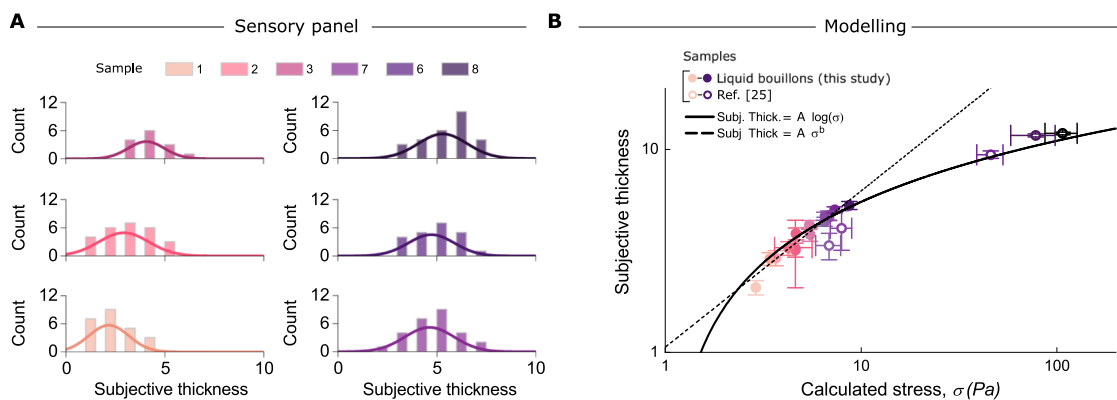 A Sensory panel
Sample 1 2 3 7 6 8
12
6
0
Count
12
6
0
Count
12
6
0
Count
12
6
0
Count
12
6
0
Count
12
6
0
Count
0 5 10
Subjective thickness
0 5 10
Subjective thickness
B Modelling
Samples
Liquid bouillons (this study)
Ref. [25]
Subj. Thick.= A log(σ)
Subj Thick = A σᵇ
Subjective thickness
10
1
1 10 100
Calculated stress, σ(Pa)